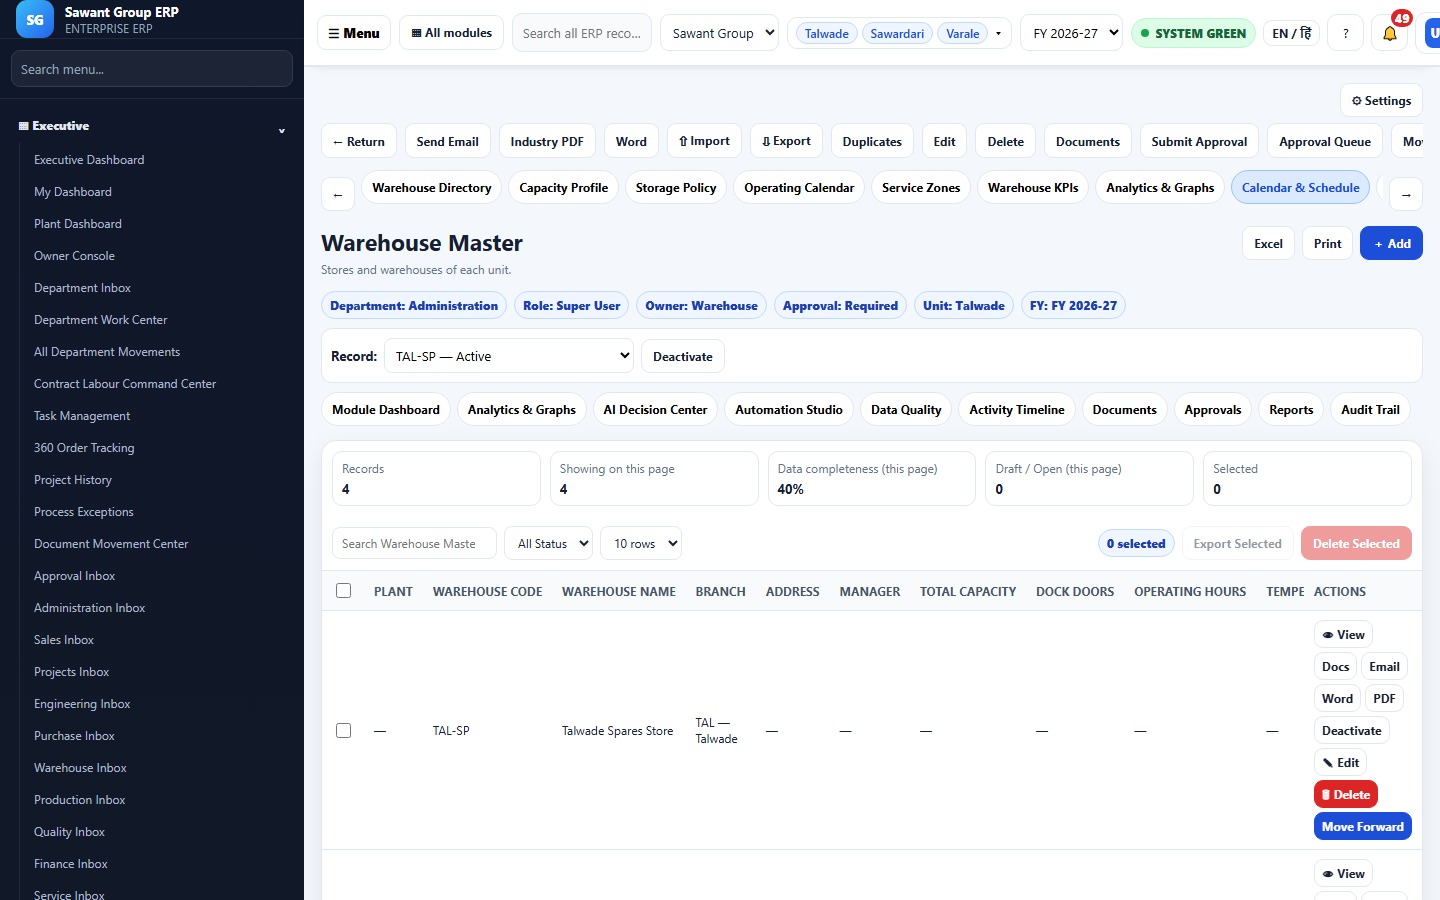 SG
Sawant Group ERP
ENTERPRISE ERP
Search menu...
Executive
Executive Dashboard
My Dashboard
Plant Dashboard
Owner Console
Department Inbox
Department Work Center
All Department Movements
Contract Labour Command Center
Task Management
360 Order Tracking
Project History
Process Exceptions
Document Movement Center
Approval Inbox
Administration Inbox
Sales Inbox
Projects Inbox
Engineering Inbox
Purchase Inbox
Warehouse Inbox
Production Inbox
Quality Inbox
Finance Inbox
Service Inbox
☰ Menu
All modules
Search all ERP reco...
Sawant Group
Talwade
Sawardari
Varale
FY 2026-27
SYSTEM GREEN
EN / हिं
?
49
U
⚙ Settings
← Return
Send Email
Industry PDF
Word
⇧ Import
⇩ Export
Duplicates
Edit
Delete
Documents
Submit Approval
Approval Queue
Mov
←
Warehouse Directory
Capacity Profile
Storage Policy
Operating Calendar
Service Zones
Warehouse KPIs
Analytics & Graphs
Calendar & Schedule
→
Warehouse Master
Stores and warehouses of each unit.
Excel
Print
+ Add
Department: Administration
Role: Super User
Owner: Warehouse
Approval: Required
Unit: Talwade
FY: FY 2026-27
Record:
TAL-SP — Active
Deactivate
Module Dashboard
Analytics & Graphs
AI Decision Center
Automation Studio
Data Quality
Activity Timeline
Documents
Approvals
Reports
Audit Trail
Records
4
Showing on this page
4
Data completeness (this page)
40%
Draft / Open (this page)
0
Selected
0
Search Warehouse Maste
All Status
10 rows
0 selected
Export Selected
Delete Selected
PLANT WAREHOUSE CODE WAREHOUSE NAME BRANCH ADDRESS MANAGER TOTAL CAPACITY DOCK DOORS OPERATING HOURS TEMPE ACTIONS
— TAL-SP Talwade Spares Store TAL — Talwade — — — — — —
View
Docs Email
Word PDF
Deactivate
Edit
Delete
Move Forward
View